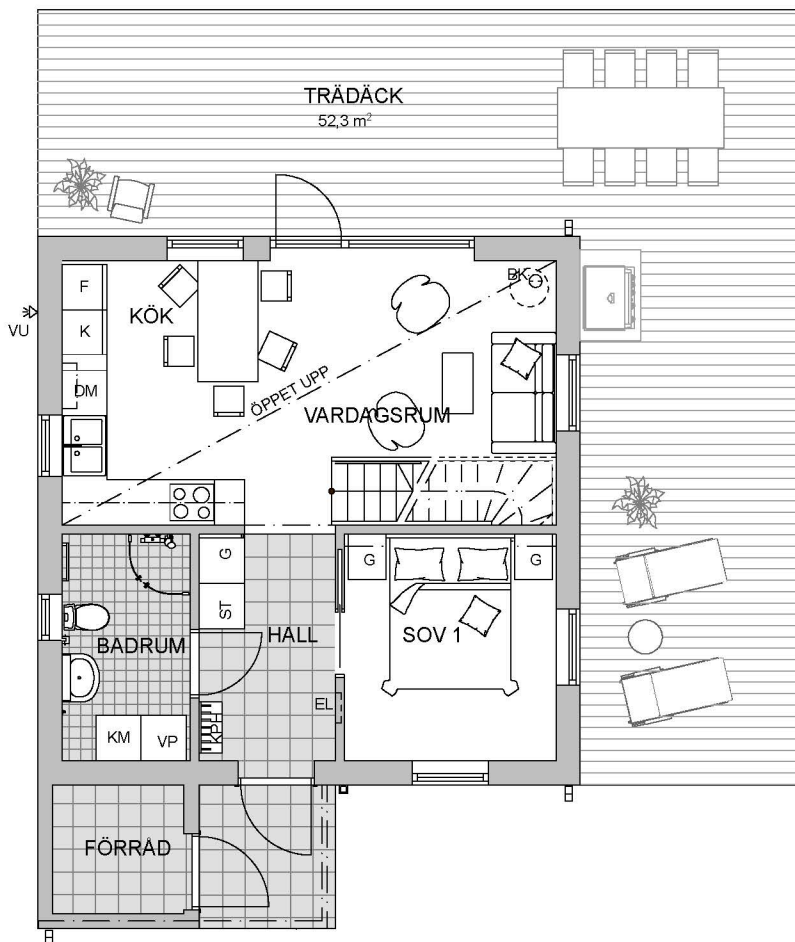 TRÄDÄCK
52,3 m²
BK
F
KÖK
K
VU
DM
ÖPPET UPP
VARDAGSRUM
G
G
G
ST
HALL
SOV 1
BADRUM
EL
KPH
KM
VP
FÖRRÅD